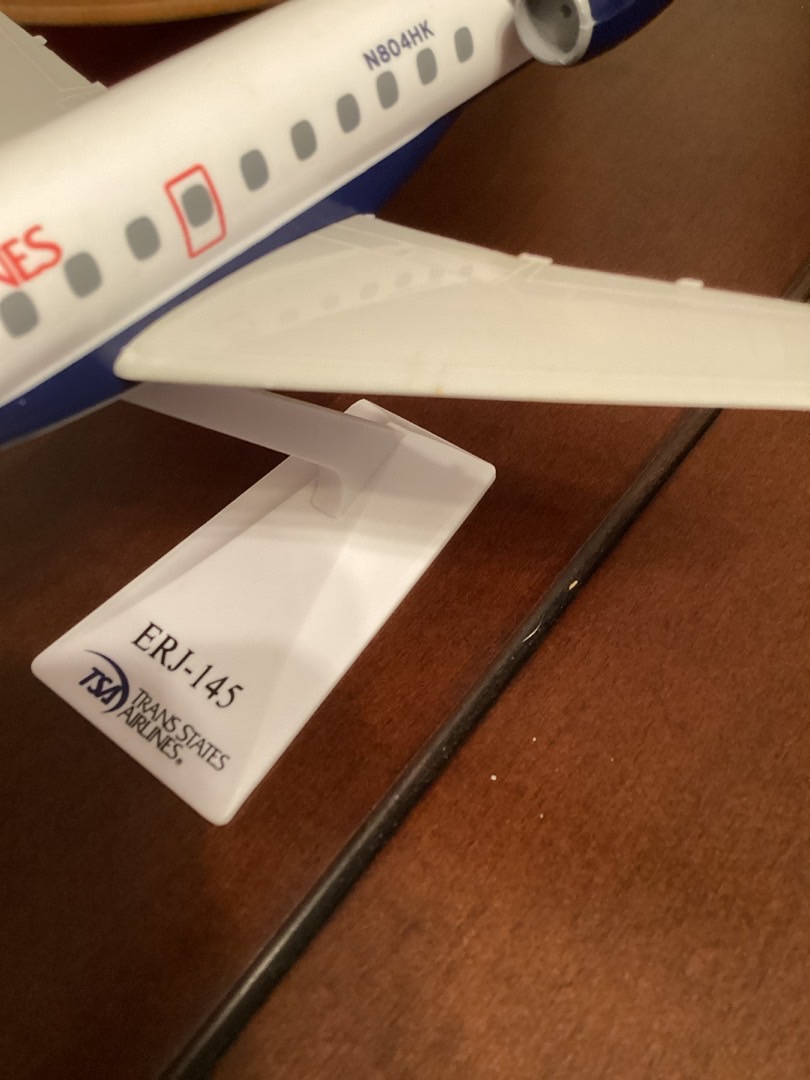 N804HK
NES
ERJ-145
TSA TRANS STATES
AIRLINES®